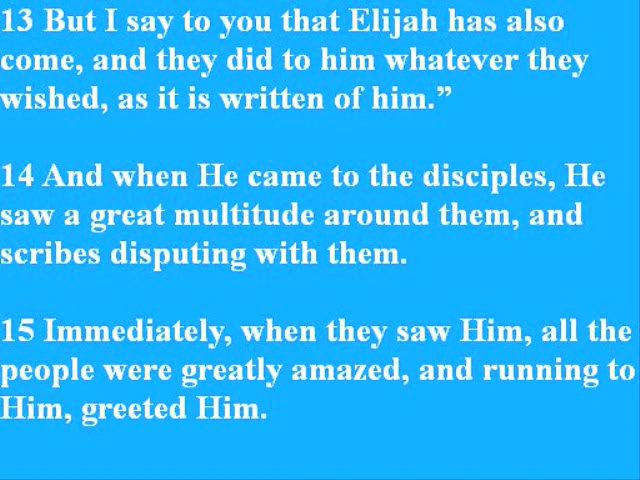 13 But I say to you that Elijah has also
come, and they did to him whatever they
wished, as it is written of him.”
14 And when He came to the disciples, He
saw a great multitude around them, and
scribes disputing with them.
15 Immediately, when they saw Him, all the
people were greatly amazed, and running to
Him, greeted Him.